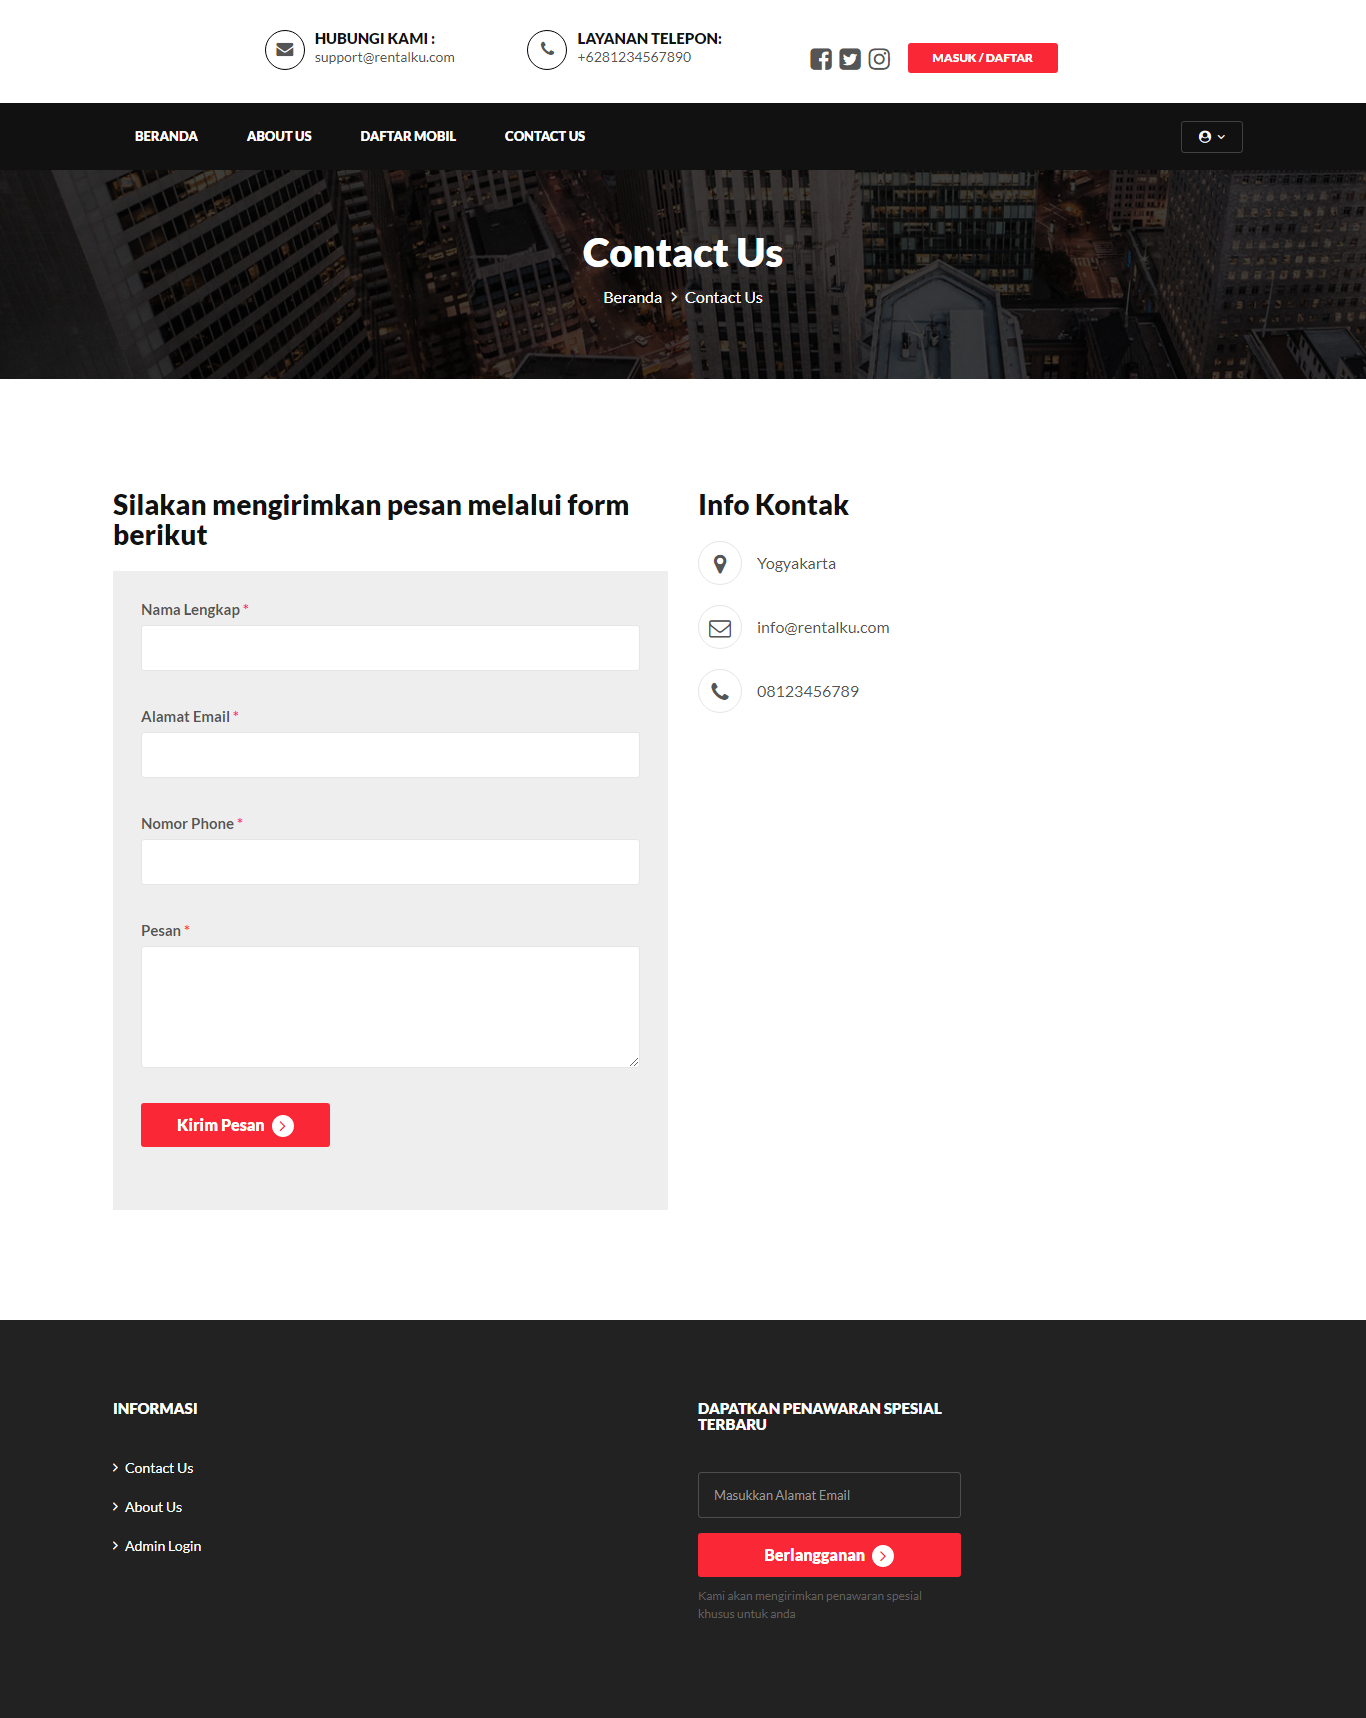 HUBUNGI KAMI :
support@rentalku.com
LAYANAN TELEPON:
+6281234567890
MASUK / DAFTAR
BERANDA
ABOUT US
DAFTAR MOBIL
CONTACT US
Contact Us
Beranda
Contact Us
Silakan mengirimkan pesan melalui form
berikut
Nama Lengkap *
Alamat Email *
Nomor Phone *
Pesan *
Kirim Pesan
Info Kontak
Yogyakarta
info@rentalku.com
08123456789
INFORMASI
Contact Us
About Us
Admin Login
DAPATKAN PENAWARAN SPESIAL
TERBARU
Masukkan Alamat Email
Berlangganan
Kami akan mengirimkan penawaran spesial
khusus untuk anda